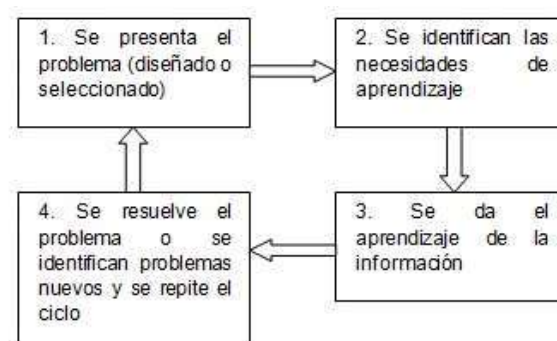 1. Se presenta el
problema (diseñado o
seleccionado)
2. Se identifican las
necesidades de
aprendizaje
3. Se da el
aprendizaje de la
información
4. Se resuelve el
problema o se
identifican problemas
nuevos y se repite el
ciclo